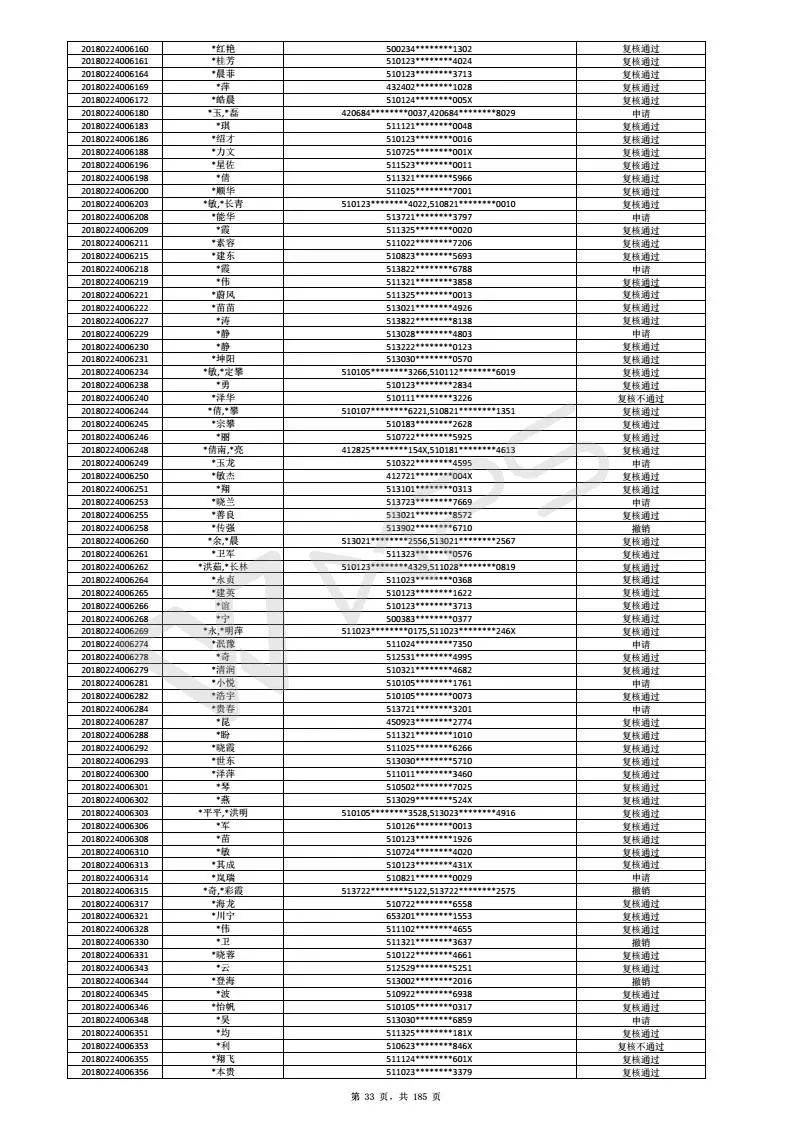 20180224006160 *红艳 500234********1302 复核通过
20180224006161 *桂芳 510123********4024 复核通过
20180224006164 *晨菲 510123********3713 复核通过
20180224006169 *萍 432402********1028 复核通过
20180224006172 *皓晨 510124********005X 复核通过
20180224006180 *玉,*磊 420684********0037,420684********8029 申请
20180224006183 *琪 511121********0048 复核通过
20180224006186 *绍才 510123********0016 复核通过
20180224006188 *力文 510725********001X 复核通过
20180224006196 *星佐 511523********0011 复核通过
20180224006198 *倩 511321********5966 复核通过
20180224006200 *顺华 511025********7001 复核通过
20180224006203 *敏,*长青 510123********4022,510821********0010 复核通过
20180224006208 *能华 513721********3797 申请
20180224006209 *霞 511325********0020 复核通过
20180224006211 *素容 511022********7206 复核通过
20180224006215 *建东 510823********5693 复核通过
20180224006218 *霞 513822********6788 申请
20180224006219 *伟 511321********3858 复核通过
20180224006221 *蔚风 511325********0013 复核通过
20180224006222 *苗苗 513021********4926 复核通过
20180224006227 *涛 513822********8138 复核通过
20180224006229 *静 513028********4803 申请
20180224006230 *静 513222********0123 复核通过
20180224006231 *坤阳 513030********0570 复核通过
20180224006234 *敏,*定攀 510105********3266,510112********6019 复核通过
20180224006238 *勇 510123********2834 复核通过
20180224006240 *泽华 510111********3226 复核不通过
20180224006244 *倩,*攀 510107********6221,510821********1351 复核通过
20180224006245 *宗攀 510183********2628 复核通过
20180224006246 *丽 510722********5925 复核通过
20180224006248 *倩南,*亮 412825********154X,510181********4613 复核通过
20180224006249 *玉龙 510322********4595 申请
20180224006250 *敏杰 412721********004X 复核通过
20180224006251 *翔 513101********0313 复核通过
20180224006253 *晓兰 513723********7669 申请
20180224006255 *善良 513021********8572 复核通过
20180224006258 *传强 513902********6710 撤销
20180224006260 *余,*晨 513021********2556,513021********2567 复核通过
20180224006261 *卫军 511323********0576 复核通过
20180224006262 *洪茹,*长林 510123********4329,511028********0819 复核通过
20180224006264 *永贞 511023********0368 复核通过
20180224006265 *建英 510123********1622 复核通过
20180224006266 *谊 510123********3713 复核通过
20180224006268 *宁 500383********0377 复核通过
20180224006269 *永,*明萍 511023********0175,511023********246X 复核通过
20180224006274 *泯豫 511024********7350 申请
20180224006278 *奇 512531********4995 复核通过
20180224006279 *清润 510321********4682 复核通过
20180224006281 *小悦 510105********1761 申请
20180224006282 *浩宇 510105********0073 复核通过
20180224006284 *贵春 513721********3201 申请
20180224006287 *昆 450923********2774 复核通过
20180224006288 *盼 511321********1010 复核通过
20180224006292 *晓霞 511025********6266 复核通过
20180224006293 *世东 513030********5710 复核通过
20180224006300 *泽萍 511011********3460 复核通过
20180224006301 *琴 510502********7025 复核通过
20180224006302 *燕 513029********524X 复核通过
20180224006303 *平平,*洪明 510105********3528,513023********4916 复核通过
20180224006306 *军 510126********0013 复核通过
20180224006308 *苗 510123********1926 复核通过
20180224006310 *敏 510724********4020 复核通过
20180224006313 *其成 510123********431X 复核通过
20180224006314 *岚瑞 510821********0029 申请
20180224006315 *奇,*彩霞 513722********5122,513722********2575 撤销
20180224006317 *海龙 510722********6558 复核通过
20180224006321 *川宁 653201********1553 复核通过
20180224006328 *伟 511102********4655 复核通过
20180224006330 *卫 511321********3637 撤销
20180224006331 *晓蓉 510122********4661 复核通过
20180224006343 *云 512529********5251 复核通过
20180224006344 *登海 513002********2016 撤销
20180224006345 *波 510922********6938 复核通过
20180224006346 *怡帆 510105********0317 复核通过
20180224006348 *昊 513030********6859 申请
20180224006351 *均 511325********181X 复核通过
20180224006353 *利 510623********846X 复核不通过
20180224006355 *翔飞 511124********601X 复核通过
20180224006356 *本贵 511023********3379 复核通过
第 33 页，共 185 页